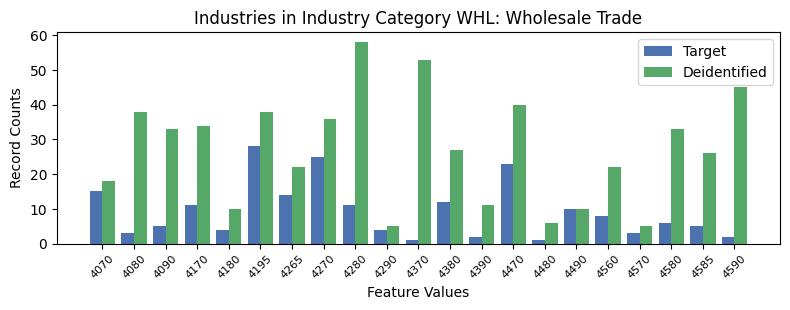 Industries in Industry Category WHL: Wholesale Trade
Target
Deidentified
Record Counts
60
50
40
30
20
10
0
4070 4080 4090 4170 4180 4195 4265 4270 4280 4290 4370 4380 4390 4470 4480 4490 4560 4570 4580 4585 4590
Feature Values